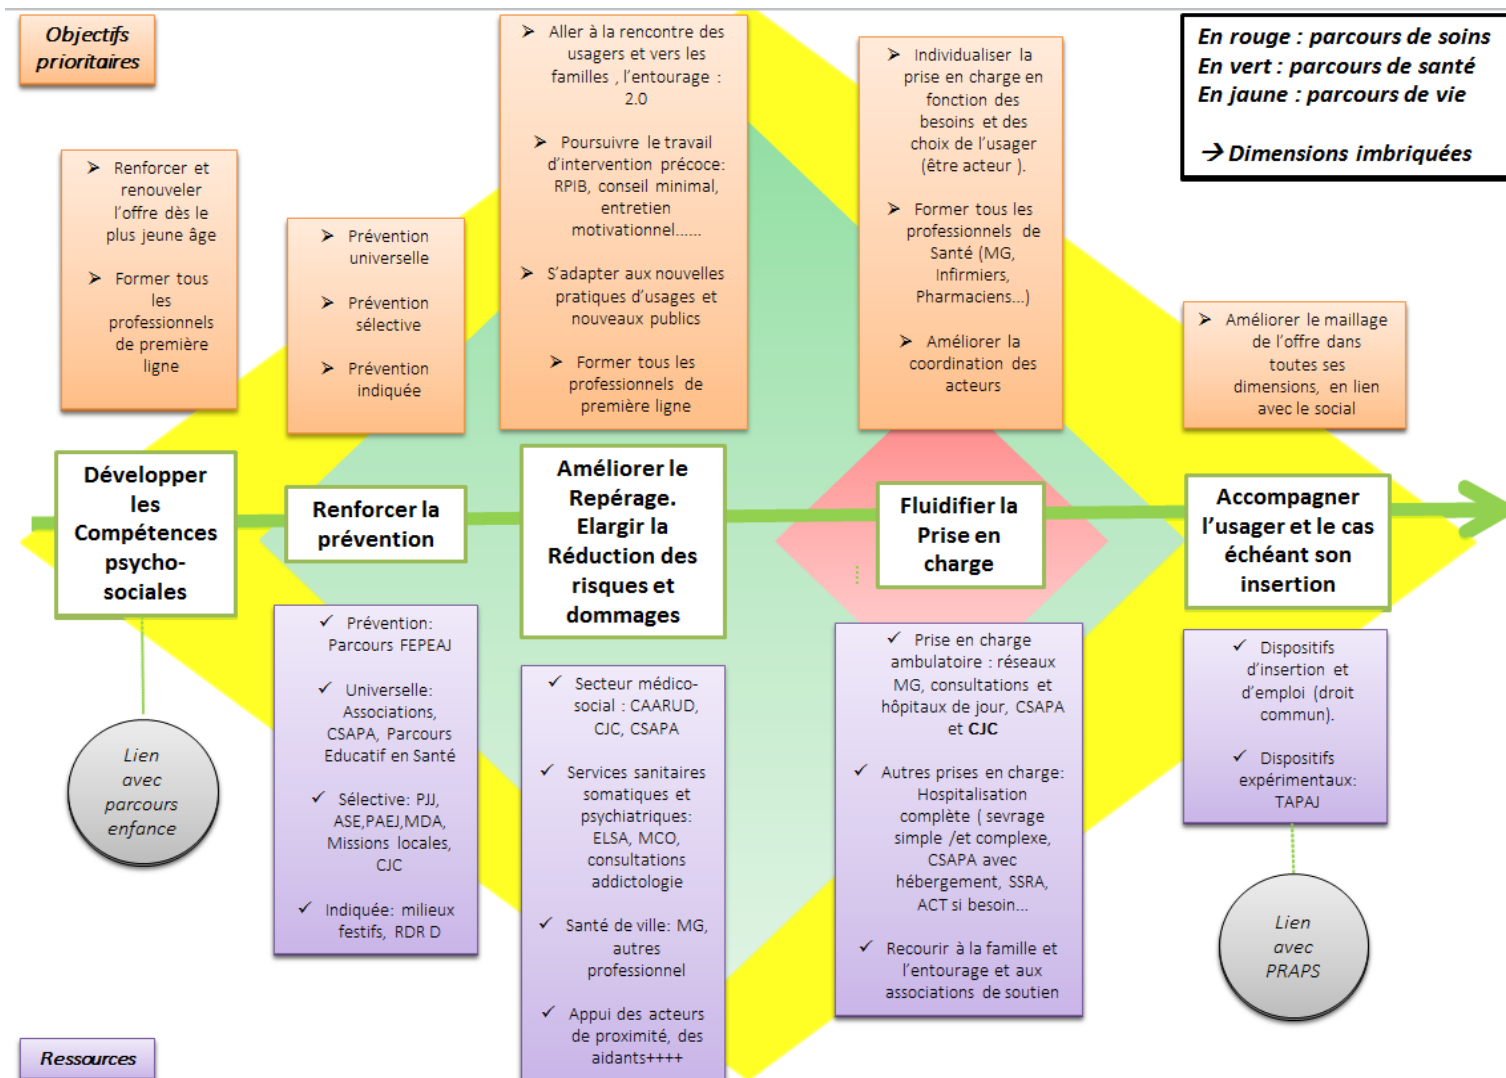 Objectifs
prioritaires
En rouge : parcours de soins
En vert : parcours de santé
En jaune : parcours de vie
→ Dimensions imbriquées
➢ Renforcer et
renouveler
l'offre dès le
plus jeune âge
➢ Former tous
les
professionnels
de première
ligne
➢ Prévention
universelle
➢ Prévention
sélective
➢ Prévention
indiquée
➢ Aller à la rencontre des
usagers et vers les
familles , l'entourage :
2.0
➢ Poursuivre le travail
d'intervention précoce:
RPIB, conseil minimal,
entretien
motivationnel......
➢ S'adapter aux nouvelles
pratiques d'usages et
nouveaux publics
➢ Former tous les
professionnels de
première ligne
➢ Individualiser la
prise en charge en
fonction des
besoins et des
choix de l'usager
(être acteur ).
➢ Former tous les
professionnels de
Santé (MG,
Infirmiers,
Pharmaciens...)
➢ Améliorer la
coordination des
acteurs
➢ Améliorer le maillage
de l'offre dans
toutes ses
dimensions, en lien
avec le social
Développer
les
Compétences
psycho-
sociales
Renforcer la
prévention
Améliorer le
Repérage.
Elargir la
Réduction des
risques et
dommages
Fluidifier la
Prise en
charge
Accompagner
l'usager et le cas
échéant son
insertion
Lien
avec
parcours
enfance
✓ Prévention:
Parcours FEPEAJ
✓ Universelle:
Associations,
CSAPA, Parcours
Educatif en Santé
✓ Sélective: PJJ,
ASE,PAEJ,MDA,
Missions locales,
CJC
✓ Indiquée: milieux
festifs, RDR D
✓ Secteur médico-
social : CAARUD,
CJC, CSAPA
✓ Services sanitaires
somatiques et
psychiatriques:
ELSA, MCO,
consultations
addictologie
✓ Santé de ville: MG,
autres
professionnel
✓ Appui des acteurs
de proximité, des
aidants++++
✓ Prise en charge
ambulatoire : réseaux
MG, consultations et
hôpitaux de jour, CSAPA
et CJC
✓ Autres prises en charge:
Hospitalisation
complète ( sevrage
simple /et complexe,
CSAPA avec
hébergement, SSRA,
ACT si besoin...
✓ Recourir à la famille et
l'entourage et aux
associations de soutien
✓ Dispositifs
d'insertion et
d'emploi (droit
commun).
✓ Dispositifs
expérimentaux:
TAPAJ
Lien
avec
PRAPS
Ressources